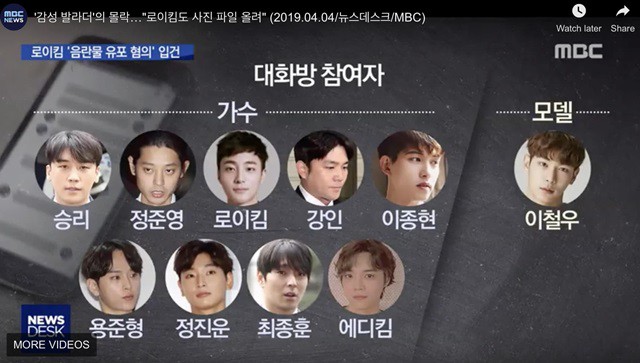 MBC NEWS
'감성 발라더'의 몰락..."로이킴도 사진 파일 올려" (2019.04.04/뉴스데스크/MBC)
Watch later
Share
로이킴 '음란물 유포 혐의' 입건
MBC
대화방 참여자
가수
모델
승리 정준영 로이킴 강인 이종현 이철우
용준형 정진운 최종훈 에디킴
NEWS DESK
MORE VIDEOS